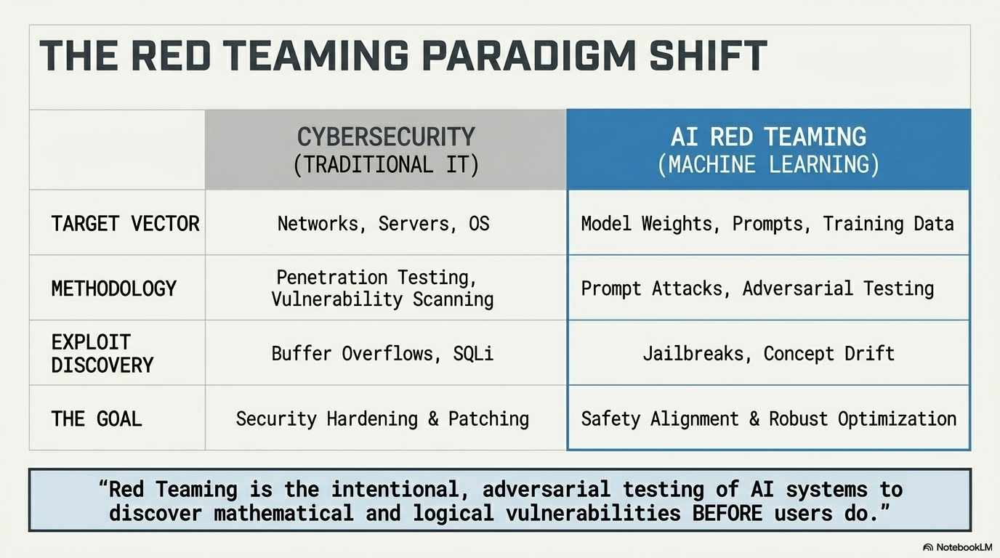 THE RED TEAMING PARADIGM SHIFT
CYBERSECURITY
(TRADITIONAL IT)
AI RED TEAMING
(MACHINE LEARNING)
TARGET VECTOR
Networks, Servers, OS
Model Weights, Prompts, Training Data
METHODOLOGY
Penetration Testing,
Vulnerability Scanning
Prompt Attacks, Adversarial Testing
EXPLOIT
DISCOVERY
Buffer Overflows, SQLi
Jailbreaks, Concept Drift
THE GOAL
Security Hardening & Patching
Safety Alignment & Robust Optimization
“Red Teaming is the intentional, adversarial testing of AI systems to
discover mathematical and logical vulnerabilities BEFORE users do.”
NotebookLM